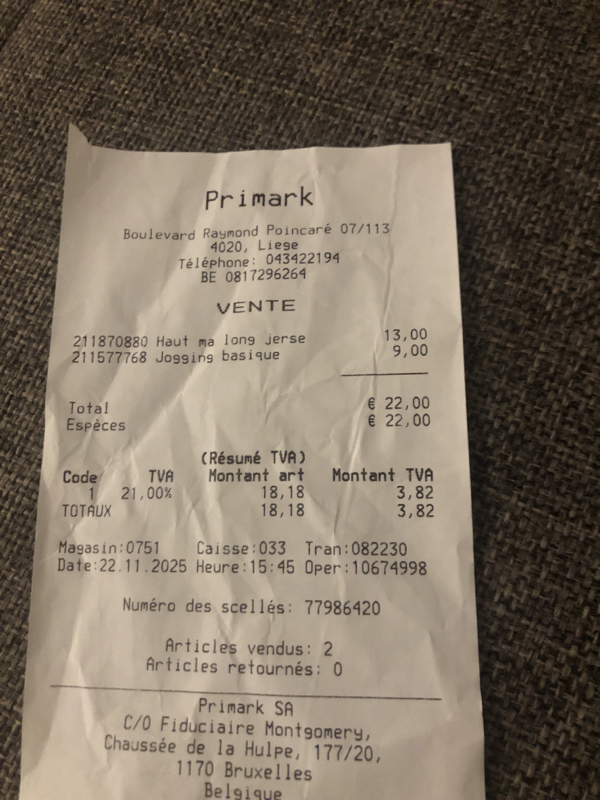 Primark
Boulevard Raymond Poincaré 07/113
4020, Liege
Téléphone: 043422194
BE 0817296264
VENTE
211870880 Haut ma long jerse 13,00
211577768 Jogging basique 9,00
Total € 22,00
Espèces € 22,00
(Résumé TVA)
Code TVA Montant art Montant TVA
1 21,00% 18,18 3,82
TOTAUX 18,18 3,82
Magasin:0751 Caisse:033 Tran:082230
Date:22.11.2025 Heure:15:45 Oper:10674998
Numéro des scellés: 77986420
Articles vendus: 2
Articles retournés: 0
Primark SA
C/O Fiduciaire Montgomery,
Chaussée de la Hulpe, 177/20,
1170 Bruxelles
Belgique